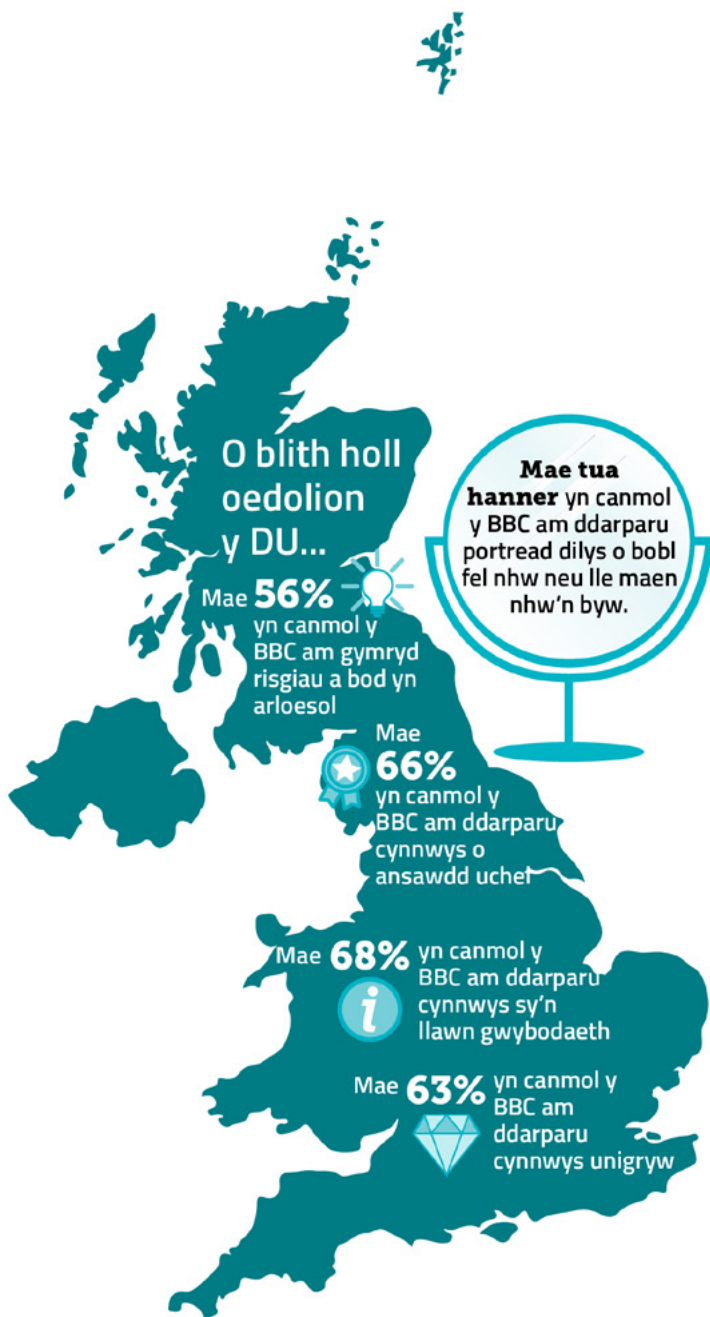 O blith holl
oedolion
y DU...
Mae 56%
yn canmol y
BBC am gymryd
risgiau a bod yn
arloesol
Mae tua
hanner yn canmol
y BBC am ddarparu
portread dilys o bobl
fel nhw neu lle maen
nhw'n byw.
Mae
66%
yn canmol y
BBC am ddarparu
cynnwys o
ansawdd uchel
Mae 68% yn canmol y
BBC am ddarparu
cynnwys sy'n
llawn gwybodaeth
i
Mae 63% yn canmol y
BBC am
ddarparu
cynnwys unigryw